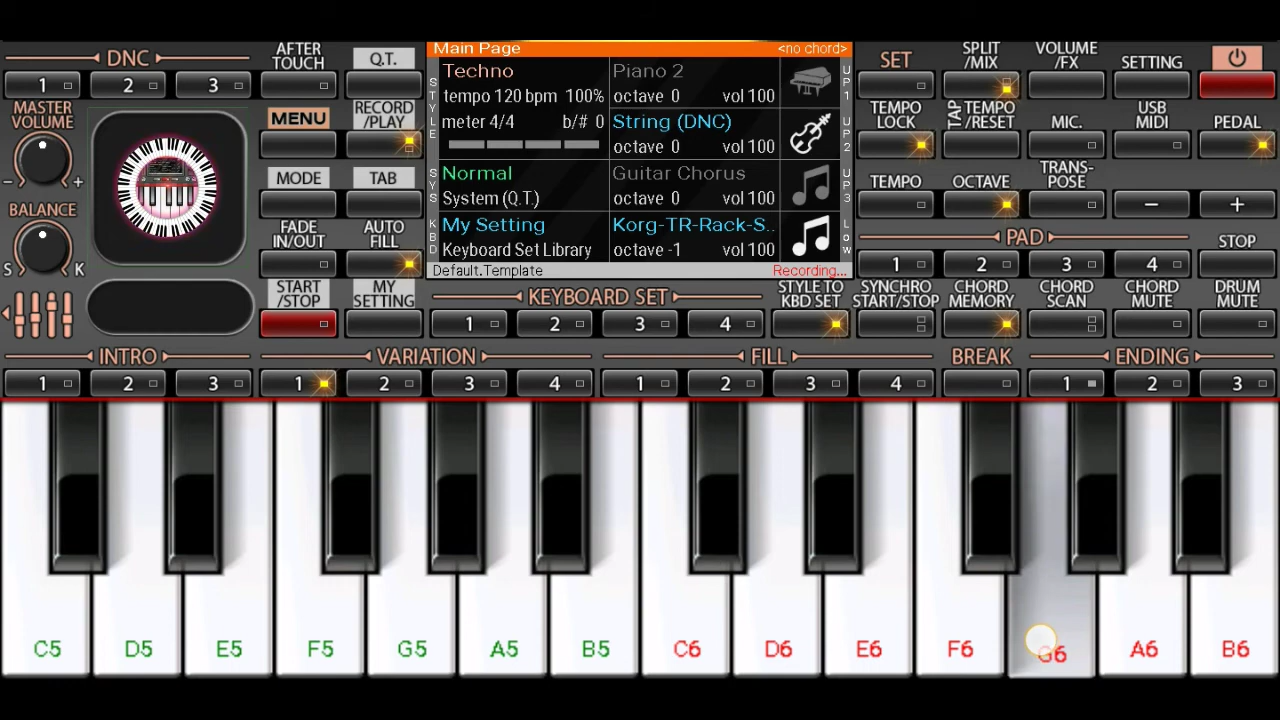 DNC
1 2 3
AFTER TOUCH
Q.T.
MASTER VOLUME
MENU
RECORD /PLAY
− +
MODE
TAB
BALANCE
S K
FADE IN/OUT
AUTO FILL
START /STOP
MY SETTING
Main Page <no chord>
STYLE
Techno
tempo 120 bpm 100%
meter 4/4 b/# 0
SYS
Normal
System (Q.T.)
KBD
My Setting
Keyboard Set Library
Piano 2
octave 0 vol 100
UP1
String (DNC)
octave 0 vol 100
UP2
Guitar Chorus
octave 0 vol 100
UP3
Korg-TR-Rack-S..
octave -1 vol 100
Low
Default.Template Recording...
KEYBOARD SET
1 2 3 4
STYLE TO KBD SET
SET
SPLIT /MIX
VOLUME /FX
SETTING
TEMPO LOCK
TAP TEMPO /RESET
MIC.
USB MIDI
PEDAL
TEMPO
OCTAVE
TRANS-POSE
− +
PAD
STOP
1 2 3 4
SYNCHRO START/STOP
CHORD MEMORY
CHORD SCAN
CHORD MUTE
DRUM MUTE
INTRO
1 2 3
VARIATION
1 2 3 4
FILL
1 2 3 4
BREAK
ENDING
1 2 3
C5 D5 E5 F5 G5 A5 B5 C6 D6 E6 F6 G6 A6 B6